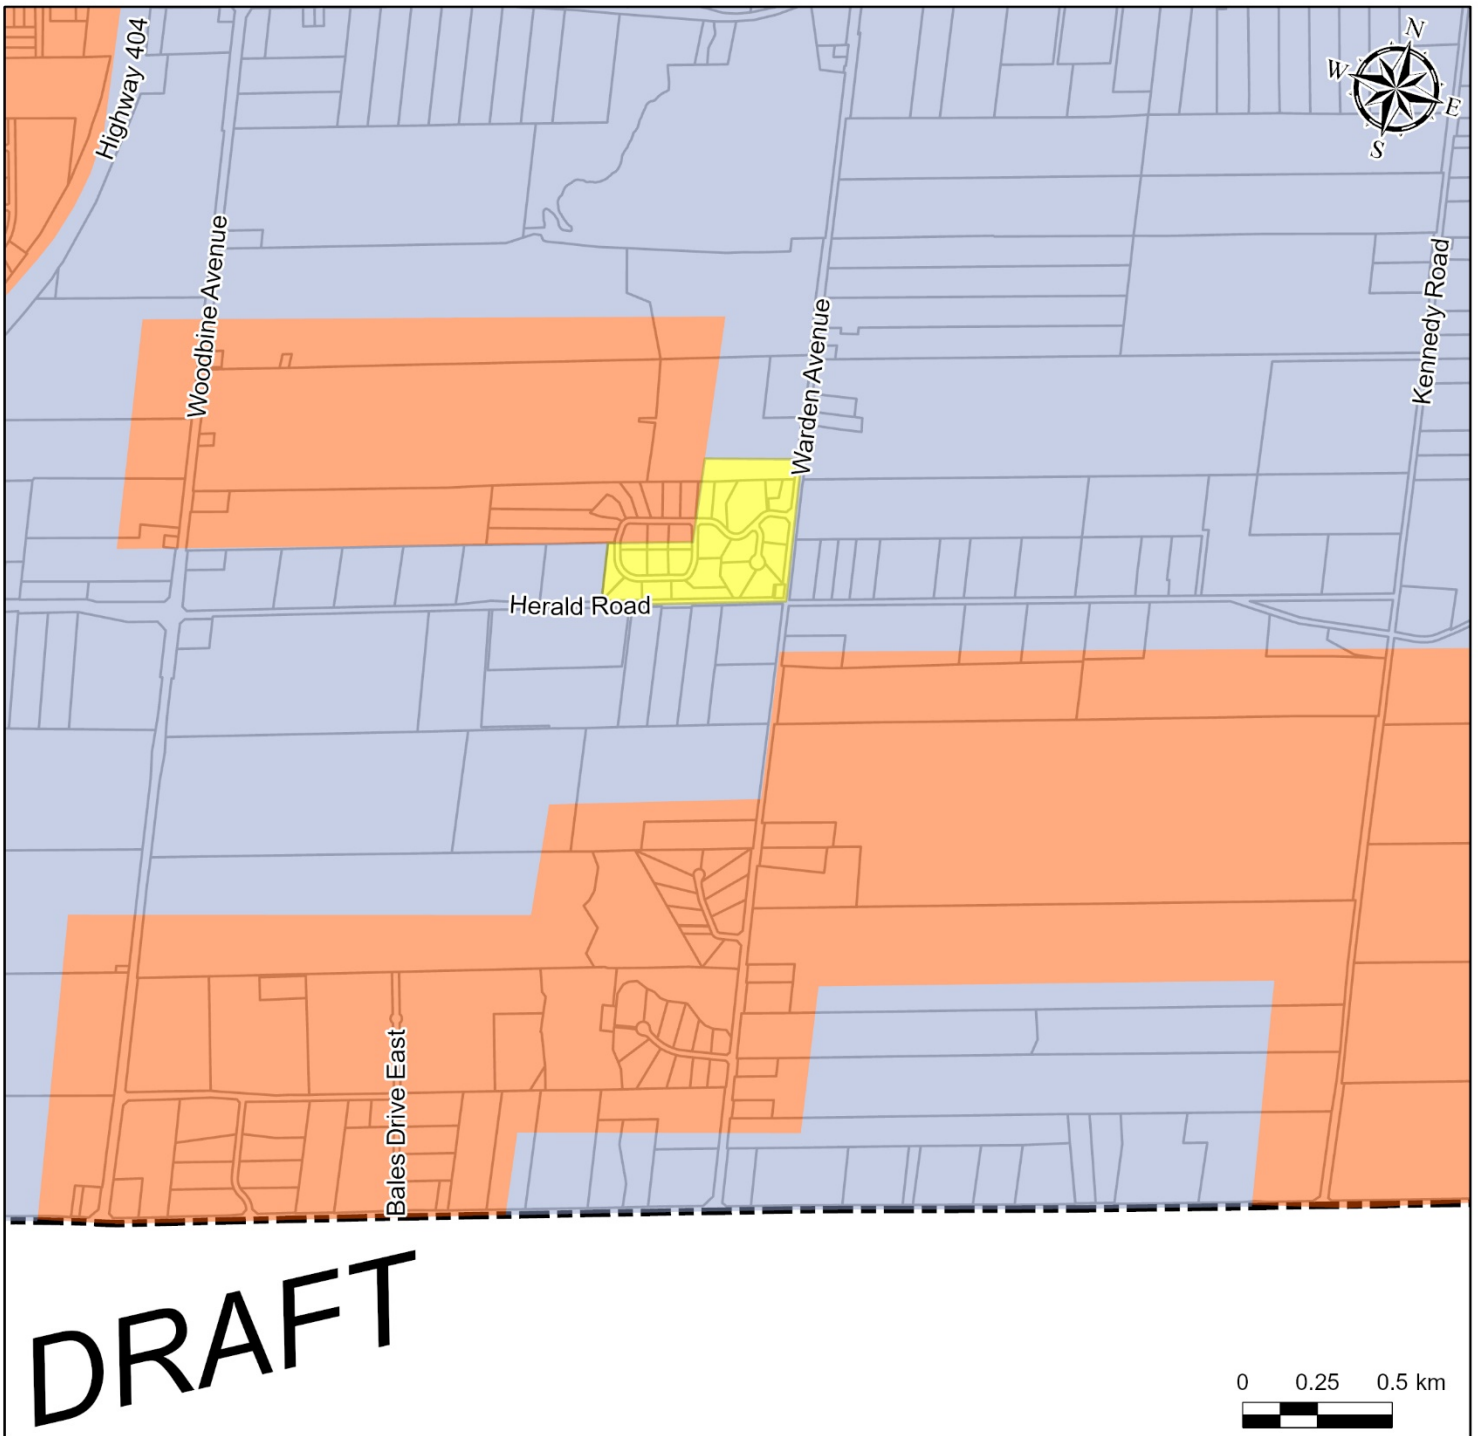 Highway 404
N
W
E
S
Woodbine Avenue
Warden Avenue
Kennedy Road
Herald Road
Bales Drive East
DRAFT
0 0.25 0.5 km